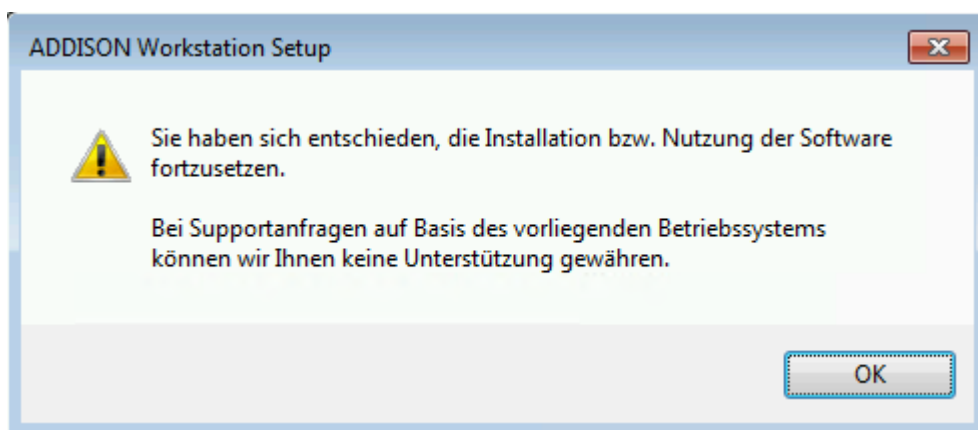 ADDISON Workstation Setup
Sie haben sich entschieden, die Installation bzw. Nutzung der Software
fortzusetzen.
Bei Supportanfragen auf Basis des vorliegenden Betriebssystems
können wir Ihnen keine Unterstützung gewähren.
OK